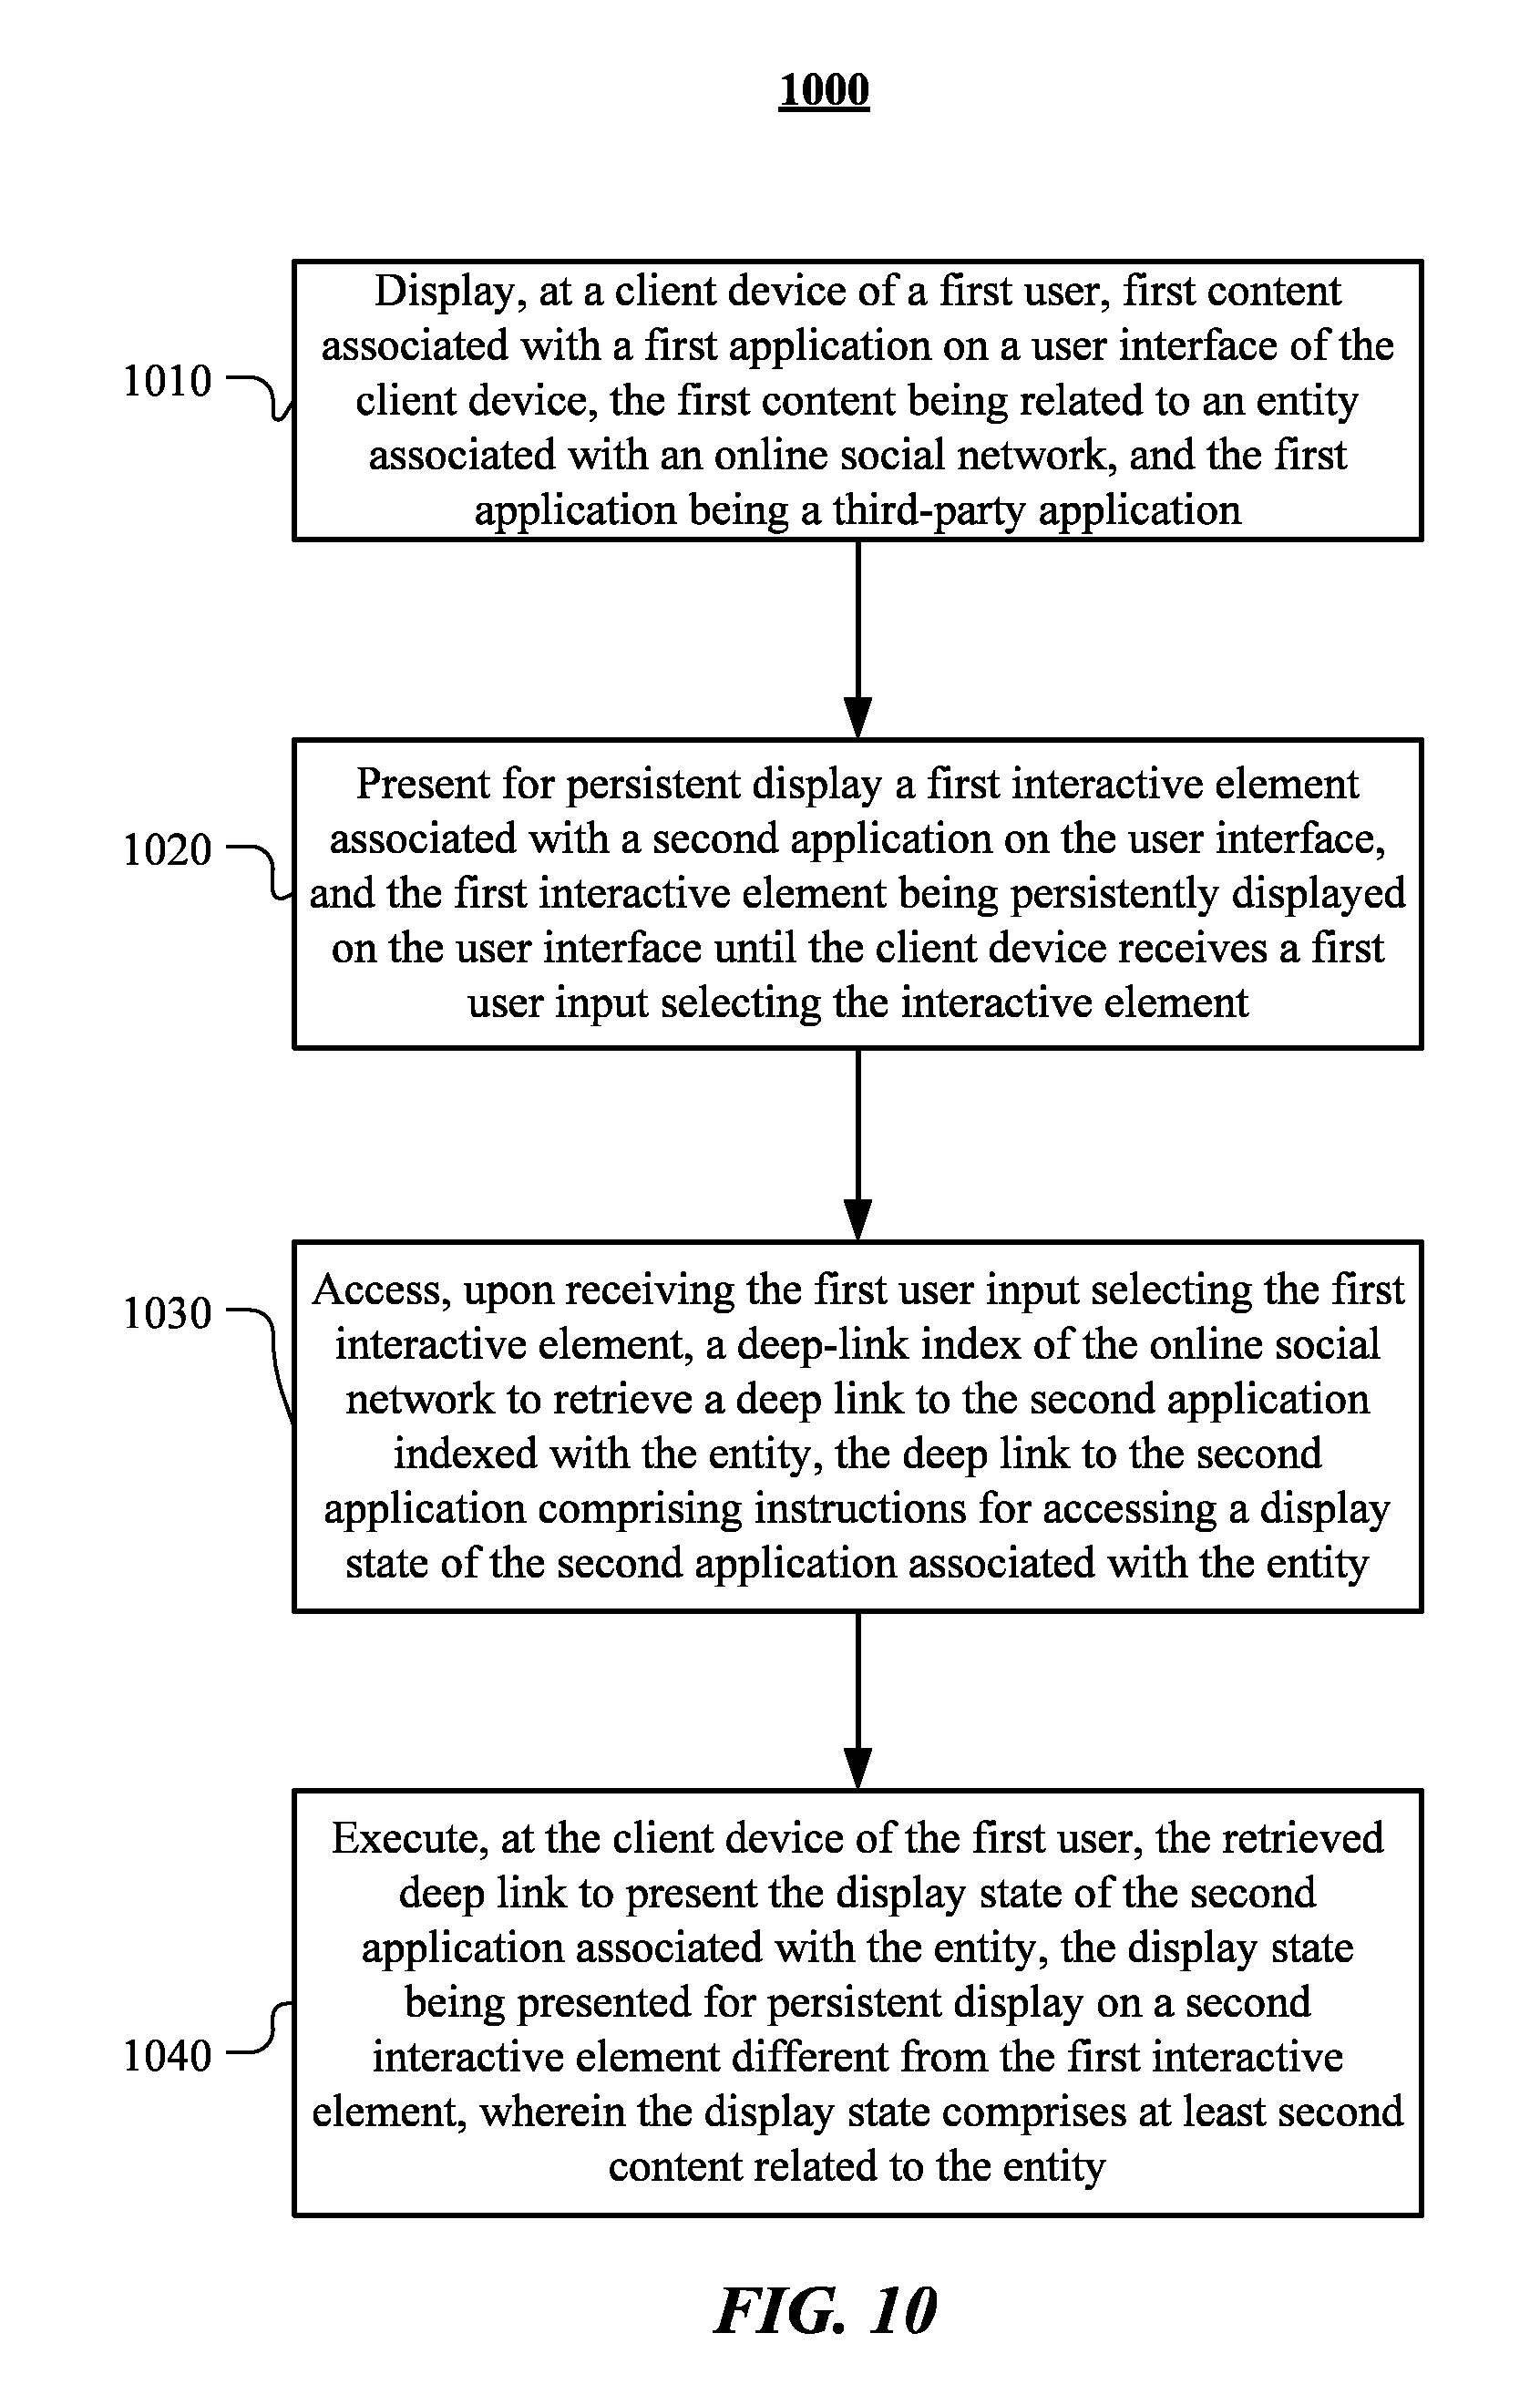 1000
Display, at a client device of a first user, first content
associated with a first application on a user interface of the
client device, the first content being related to an entity
associated with an online social network, and the first
application being a third-party application
1010
Present for persistent display a first interactive element
associated with a second application on the user interface,
and the first interactive element being persistently displayed
on the user interface until the client device receives a first
user input selecting the interactive element
1020
Access, upon receiving the first user input selecting the first
interactive element, a deep-link index of the online social
network to retrieve a deep link to the second application
indexed with the entity, the deep link to the second
application comprising instructions for accessing a display
state of the second application associated with the entity
1030
Execute, at the client device of the first user, the retrieved
deep link to present the display state of the second
application associated with the entity, the display state
being presented for persistent display on a second
interactive element different from the first interactive
element, wherein the display state comprises at least second
content related to the entity
1040
FIG. 10